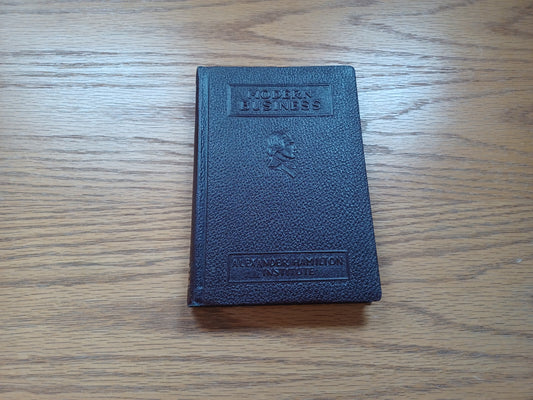 MODERN
BUSINESS
ALEXANDER HAMILTON
INSTITUTE